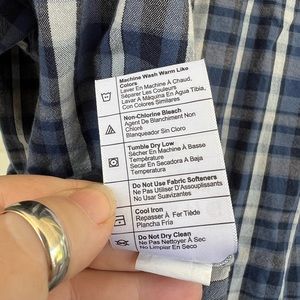 Machine Wash Warm Like
Colors
Laver En Machine À Chaud,
Séparer Les Couleurs
Lavar A Máquina En Agua Tibia,
Con Colores Similares
Non-Chlorine Bleach
Agent De Blanchiment Non
Chloré
Blanqueador Sin Cloro
Tumble Dry Low
Sécher En Machine À Basse
Température
Secar En Secadora A Baja
Temperatura
Do Not Use Fabric Softeners
Ne Pas Utiliser D'Assouplissants
No Usar Suavizantes
Cool Iron
Repasser À Fer Tiède
Plancha Fría
Do Not Dry Clean
Ne Pas Nettoyer À Sec
No Limpiar En Seco